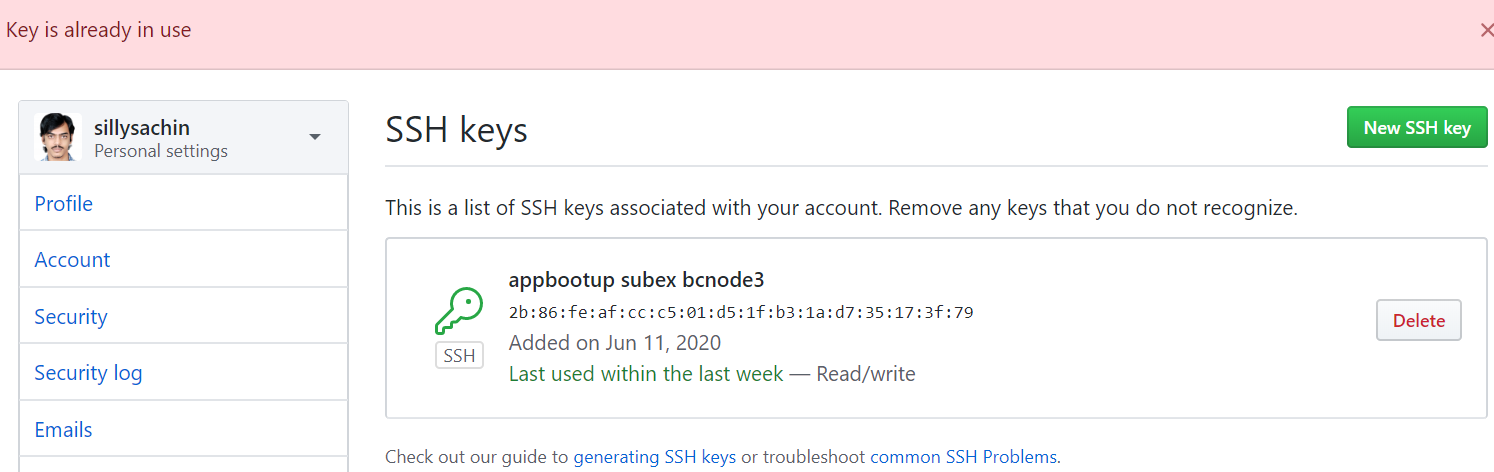 Key is already in use
sillysachin
Personal settings
Profile
Account
Security
Security log
Emails
SSH keys
New SSH key
This is a list of SSH keys associated with your account. Remove any keys that you do not recognize.
appbootup subex bcnode3
2b:86:fe:af:cc:c5:01:d5:1f:b3:1a:d7:35:17:3f:79
Added on Jun 11, 2020
Last used within the last week — Read/write
SSH
Delete
Check out our guide to generating SSH keys or troubleshoot common SSH Problems.